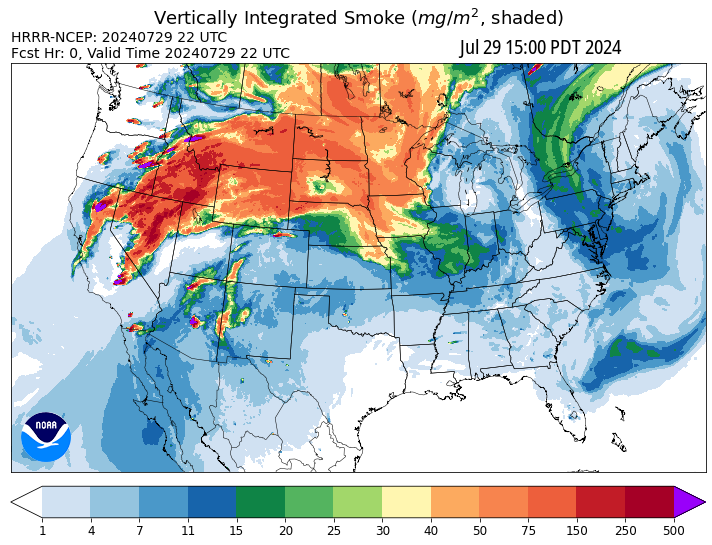 Vertically Integrated Smoke (mg/m², shaded)
HRRR-NCEP: 20240729 22 UTC
Fcst Hr: 0, Valid Time 20240729 22 UTC
Jul 29 15:00 PDT 2024
NOAA
1 4 7 11 15 20 25 30 40 50 75 150 250 500